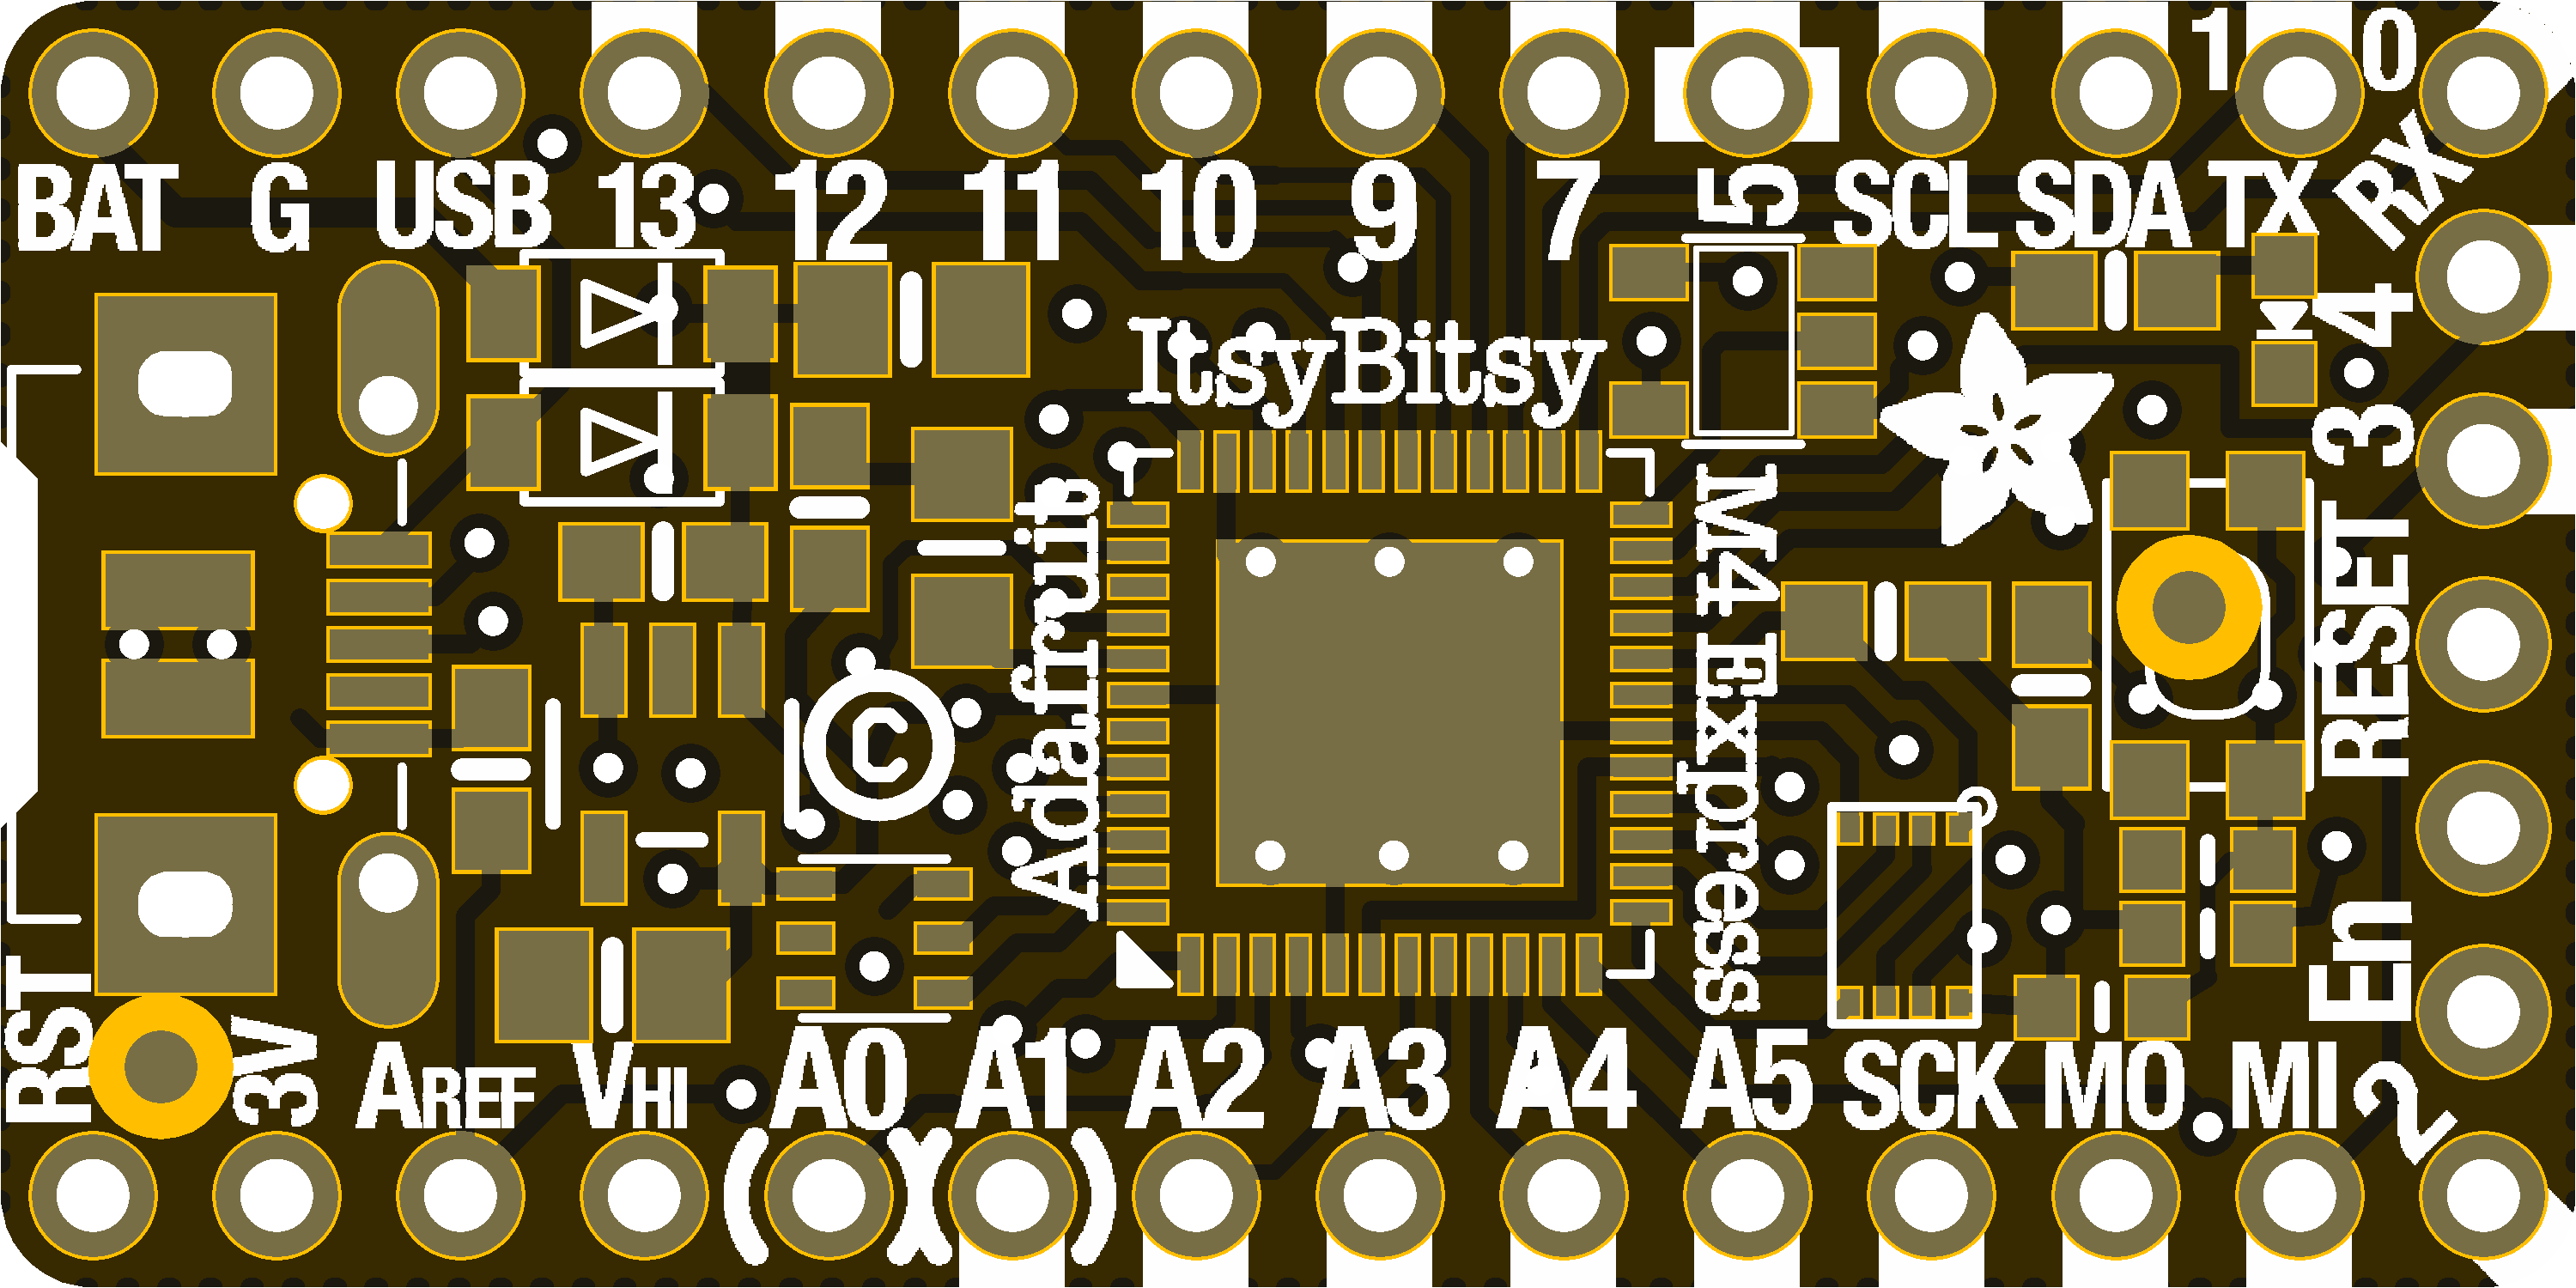 1 0
BAT G USB 13 12 11 10 9 7 5 SCL SDA TX RX
ItsyBitsy
4
3
Adafruit
©
M4 Express
RESET
En
RST 3V AREF VHI A0 A1 A2 A3 A4 A5 SCK MO MI 2
( )( )